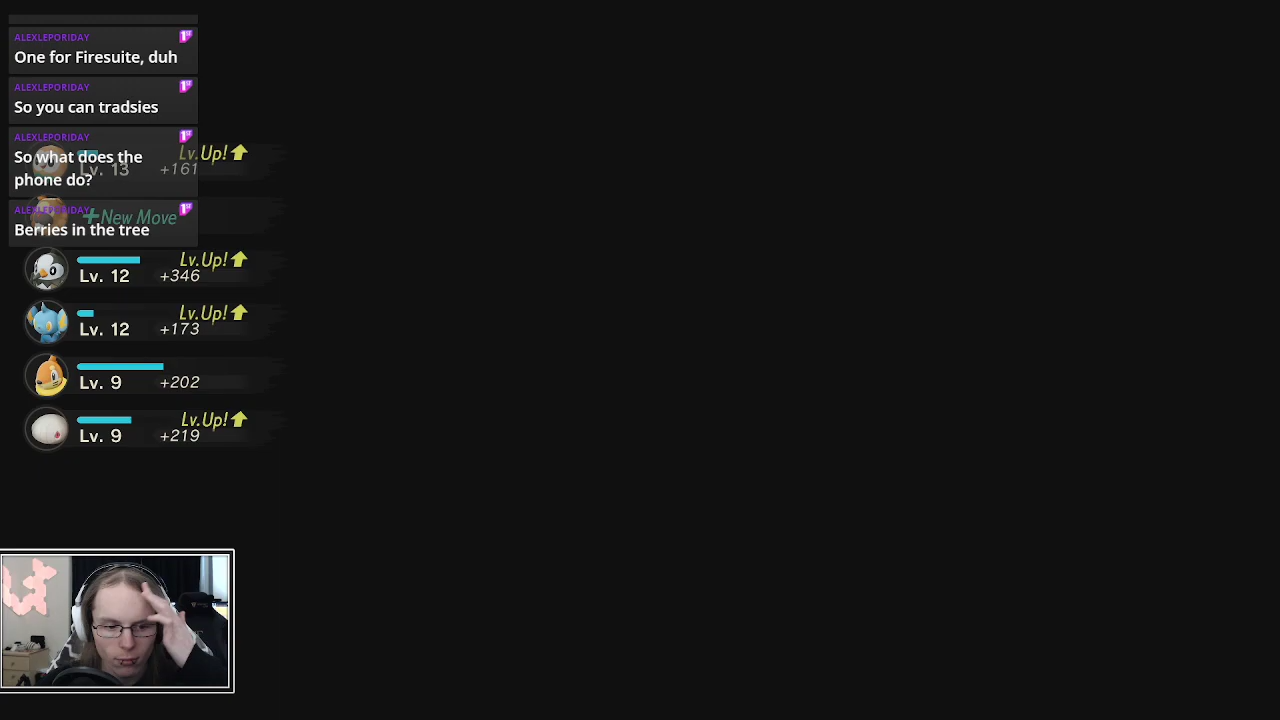 ALEXLEPORIDAY
One for Firesuite, duh
ALEXLEPORIDAY
So you can tradsies
ALEXLEPORIDAY
So what does the
phone do?
Lv.Up!
Lv. 13 +161
ALEXLEPORIDAY
Berries in the tree
+New Move
Lv.Up!
Lv. 12 +346
Lv.Up!
Lv. 12 +173
Lv. 9 +202
Lv.Up!
Lv. 9 +219